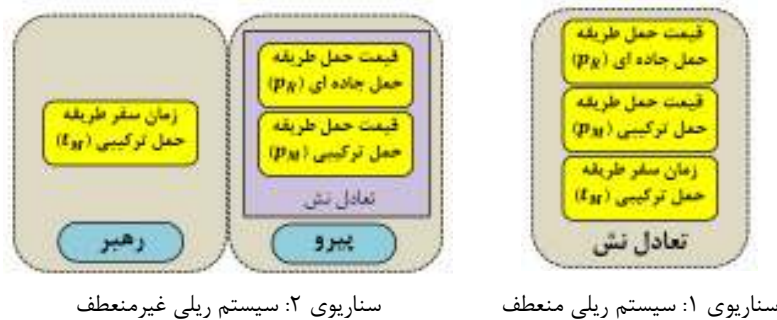 قیمت حمل طریقه
حمل جاده ای (p_R)
قیمت حمل طریقه
حمل ترکیبی (p_M)
زمان سفر طریقه
حمل ترکیبی (t_M)
تعادل نش
سناریوی ۱: سیستم ریلی منعطف
قیمت حمل طریقه
حمل جاده ای (p_R)
قیمت حمل طریقه
حمل ترکیبی (p_M)
تعادل نش
پیرو
زمان سفر طریقه
حمل ترکیبی (t_M)
رهبر
سناریوی ۲: سیستم ریلی غیرمنعطف